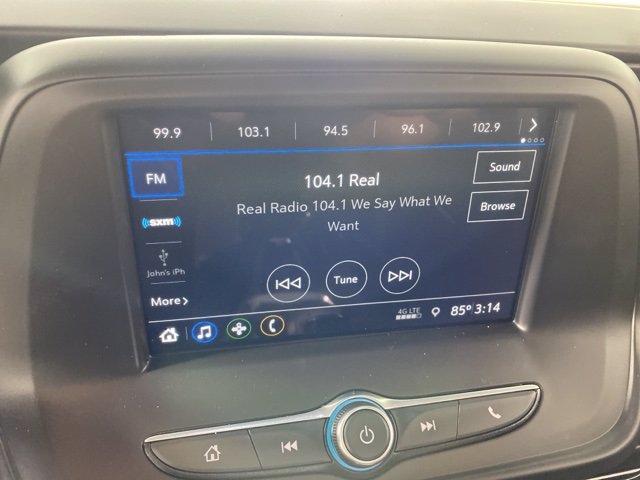 99.9 103.1 94.5 96.1 102.9
FM
104.1 Real
Sound
sxm
Real Radio 104.1 We Say What We
Want
Browse
John's iPh
Tune
More
4G LTE
85° 3:14